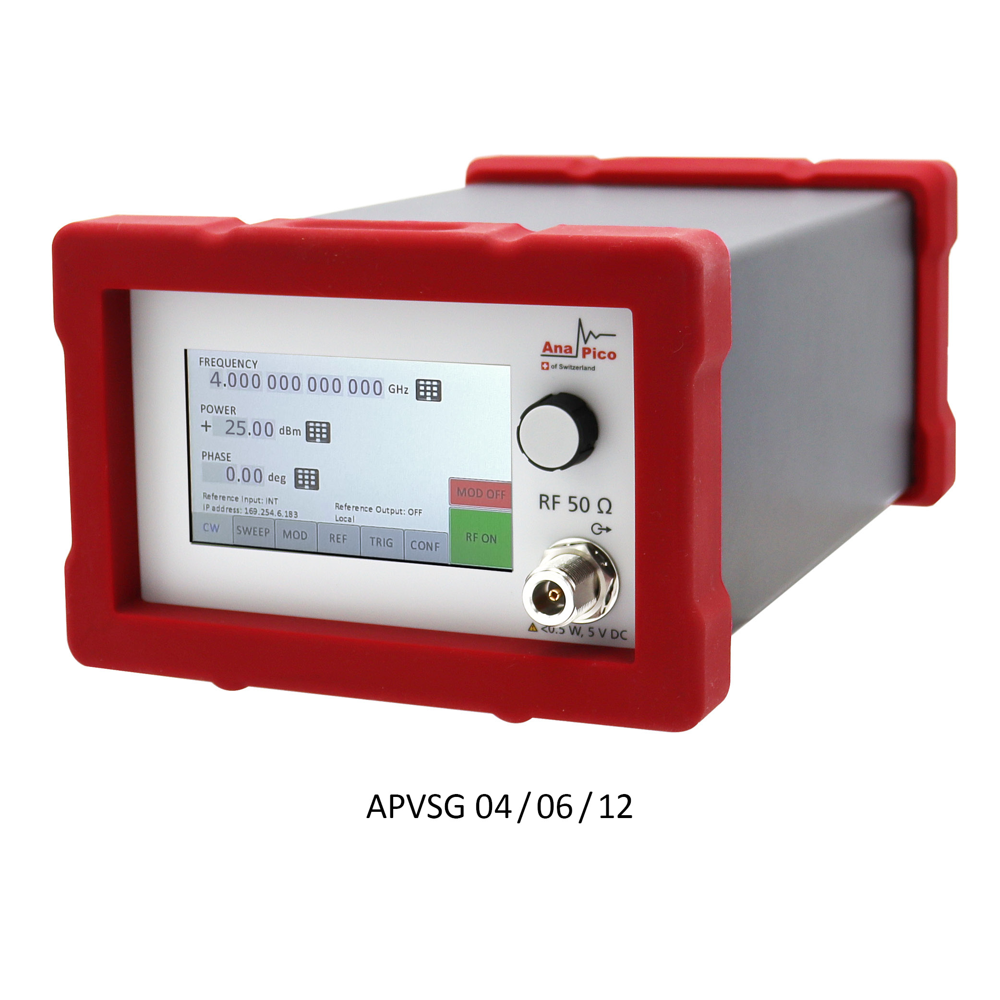 Ana Pico
of Switzerland
FREQUENCY
4.000 000 000 000 GHz
POWER
+ 25.00 dBm
PHASE
0.00 deg
Reference Input: INT
IP address: 169.254.6.183
Reference Output: OFF
Local
MOD OFF
RF ON
CW SWEEP MOD REF TRIG CONF
RF 50 Ω
<0.5 W, 5 V DC
APVSG 04 / 06 / 12